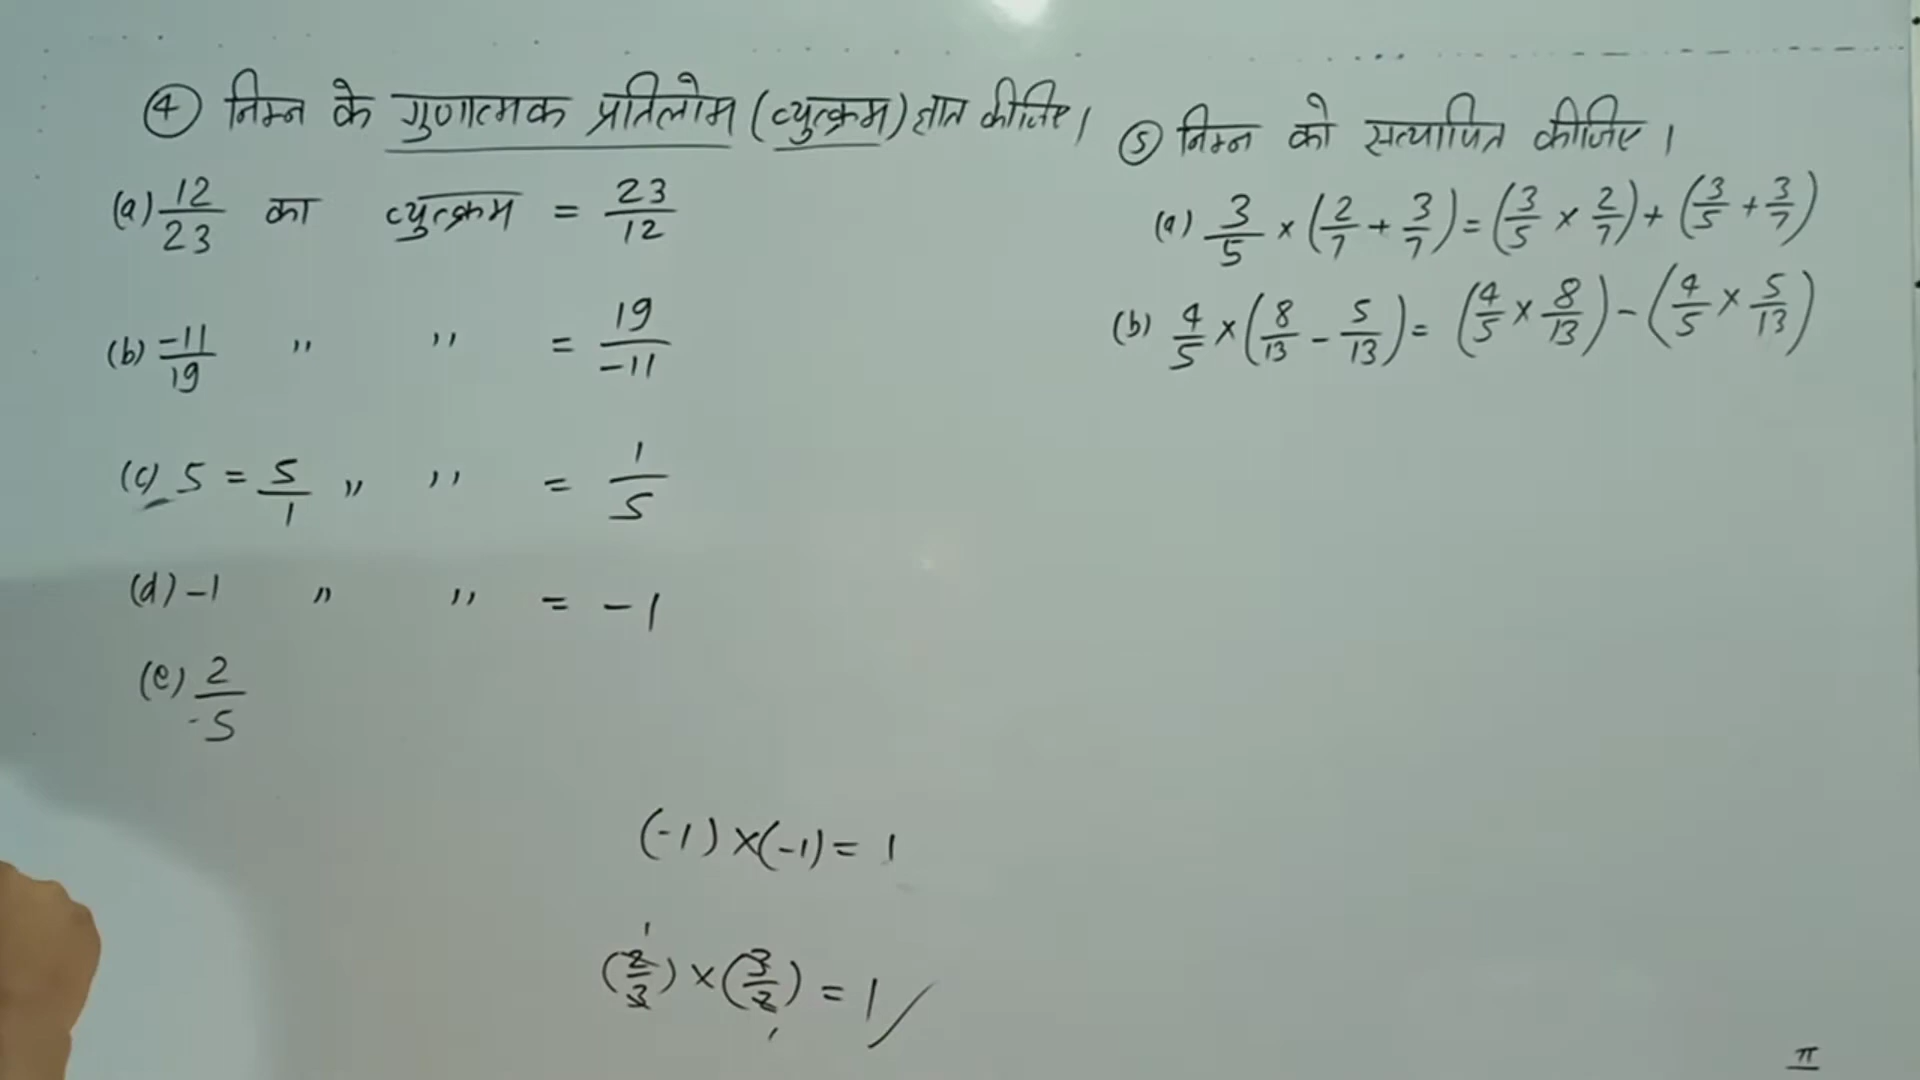 ④ निम्न के गुणात्मक प्रतिलोम (व्युत्क्रम) ज्ञात कीजिए।
(a) 12/23 का व्युत्क्रम = 23/12
(b) -11/19 " " = 19/-11
(c) 5 = 5/1 " " = 1/5
(d) -1 " " = -1
(e) 2/-5
(-1) ×(-1) = 1
1
(2/3) × (3/2) = 1/
1
⑤ निम्न को सत्यापित कीजिए।
(a) 3/5 × (2/7 + 3/7) = (3/5 × 2/7) + (3/5 + 3/7)
(b) 4/5 × (8/13 - 5/13) = (4/5 × 8/13) - (4/5 × 5/13)
π